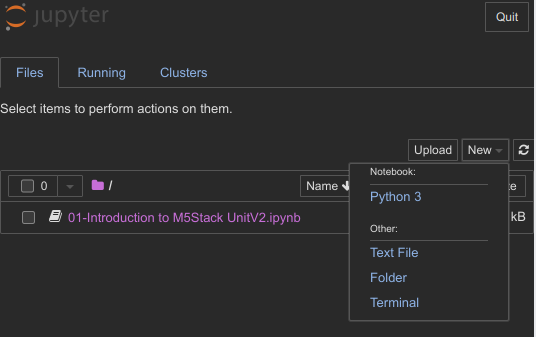 jupyter
Quit
Files Running Clusters
Select items to perform actions on them.
Upload New
Notebook:
0 / Name
Python 3
01-Introduction to M5Stack UnitV2.ipynb kB
Other:
Text File
Folder
Terminal